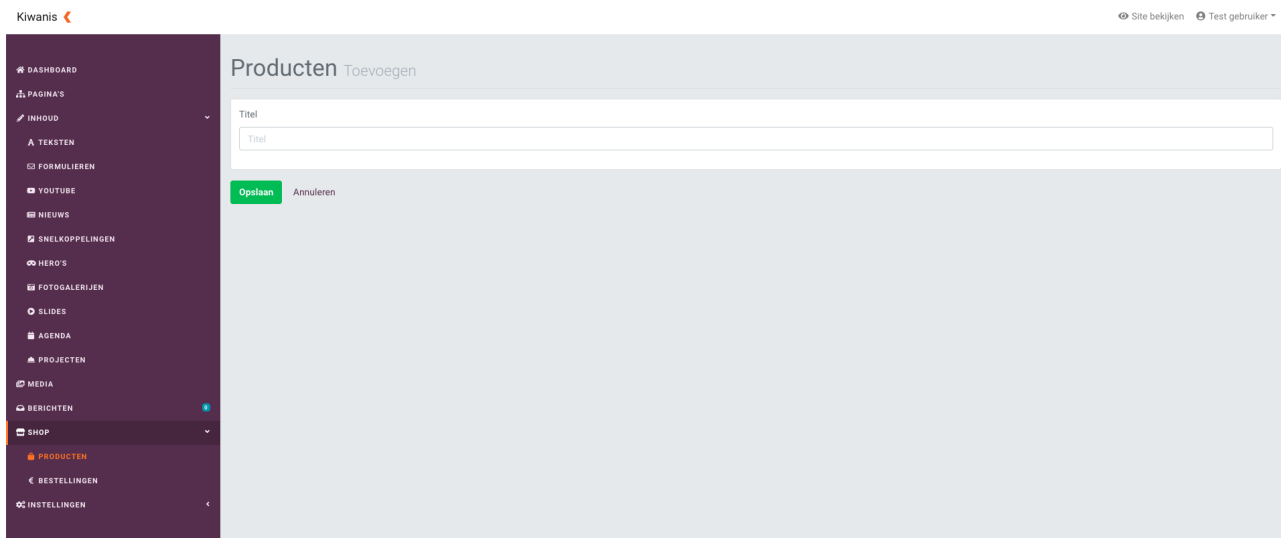 Kiwanis
Site bekijken
Test gebruiker
DASHBOARD
PAGINA'S
INHOUD
TEKSTEN
FORMULIEREN
YOUTUBE
NIEUWS
SNELKOPPELINGEN
HERO'S
FOTOGALERIJEN
SLIDES
AGENDA
PROJECTEN
MEDIA
BERICHTEN 0
SHOP
PRODUCTEN
BESTELLINGEN
INSTELLINGEN
Producten Toevoegen
Titel
Titel
Opslaan Annuleren